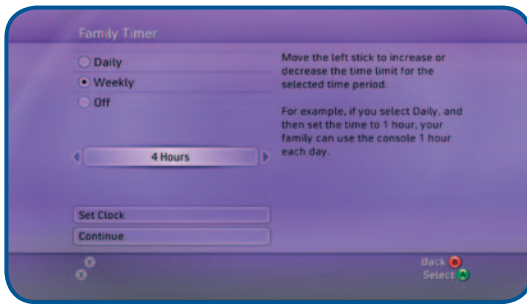 Family Timer
Daily
Weekly
Off
4 Hours
Set Clock
Continue
Move the left stick to increase or
decrease the time limit for the
selected time period.
For example, if you select Daily, and
then set the time to 1 hour, your
family can use the console 1 hour
each day.
Y
X
Back B
Select A